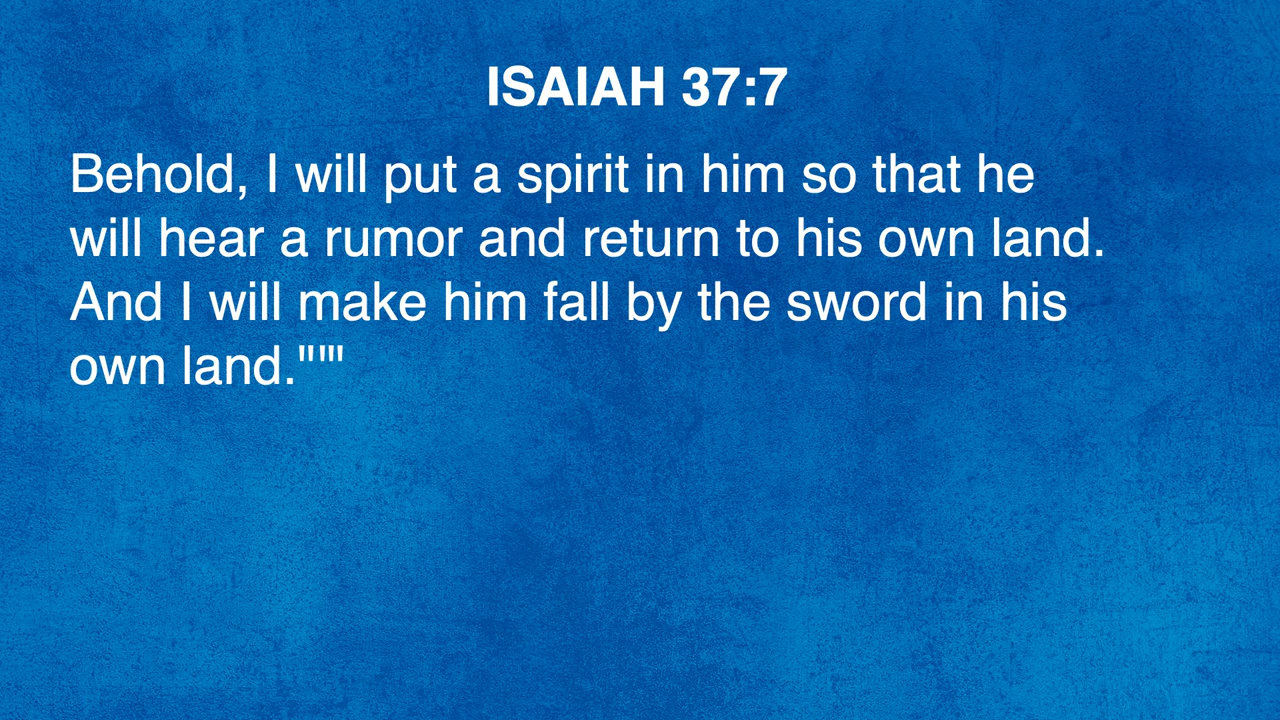 ISAIAH 37:7
Behold, I will put a spirit in him so that he
will hear a rumor and return to his own land.
And I will make him fall by the sword in his
own land.""'